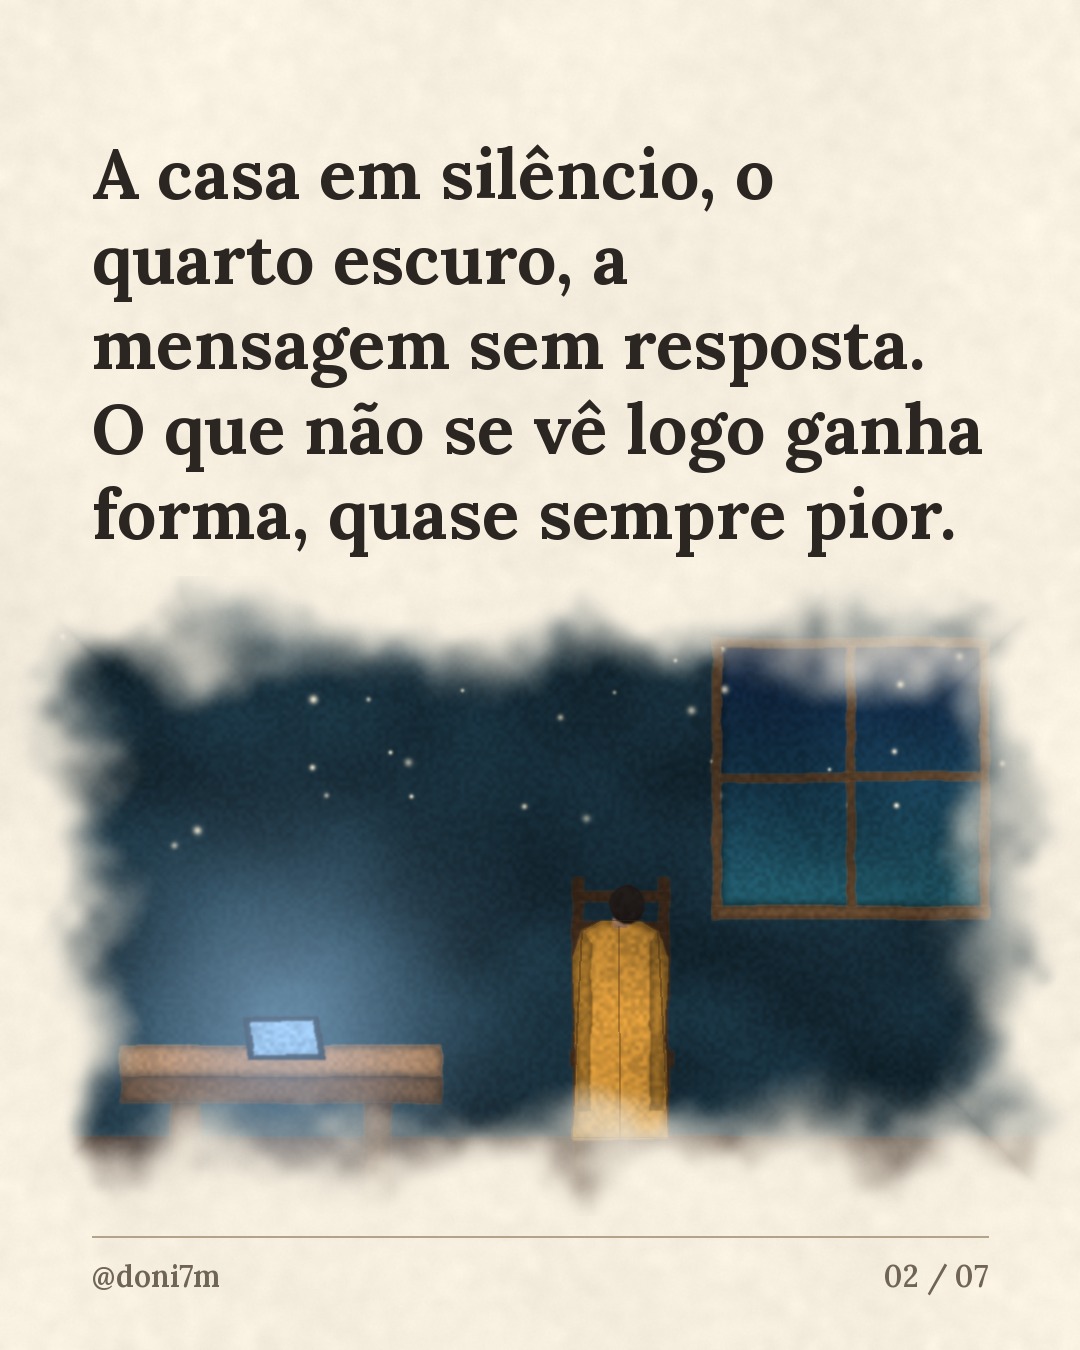 A casa em silêncio, o
quarto escuro, a
mensagem sem resposta.
O que não se vê logo ganha
forma, quase sempre pior.
@doni7m
02 / 07